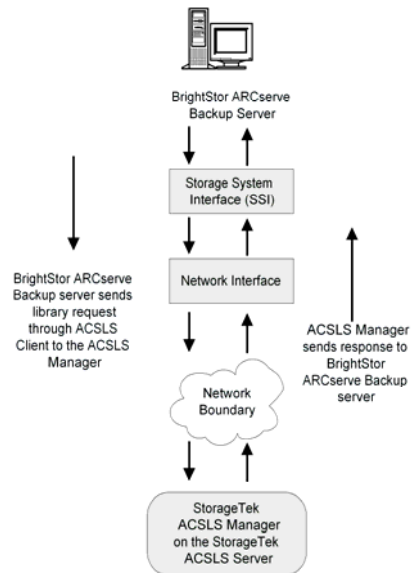 BrightStor ARCserve
Backup Server
Storage System
Interface (SSI)
Network Interface
BrightStor ARCserve
Backup server sends
library request
through ACSLS
Client to the ACSLS
Manager
ACSLS Manager
sends response to
BrightStor
ARCserve Backup
server
Network
Boundary
StorageTek
ACSLS Manager
on the StorageTek
ACSLS Server